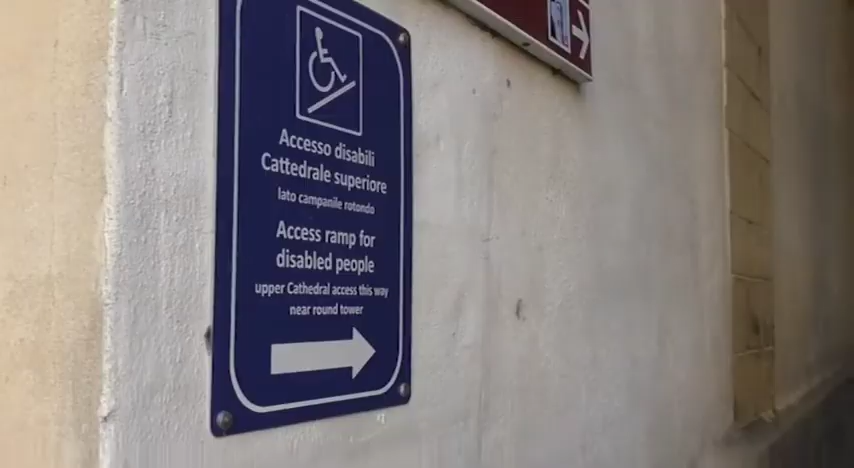 Accesso disabili
Cattedrale superiore
lato campanile rotondo
Access ramp for
disabled people
upper Cathedral access this way
near round tower